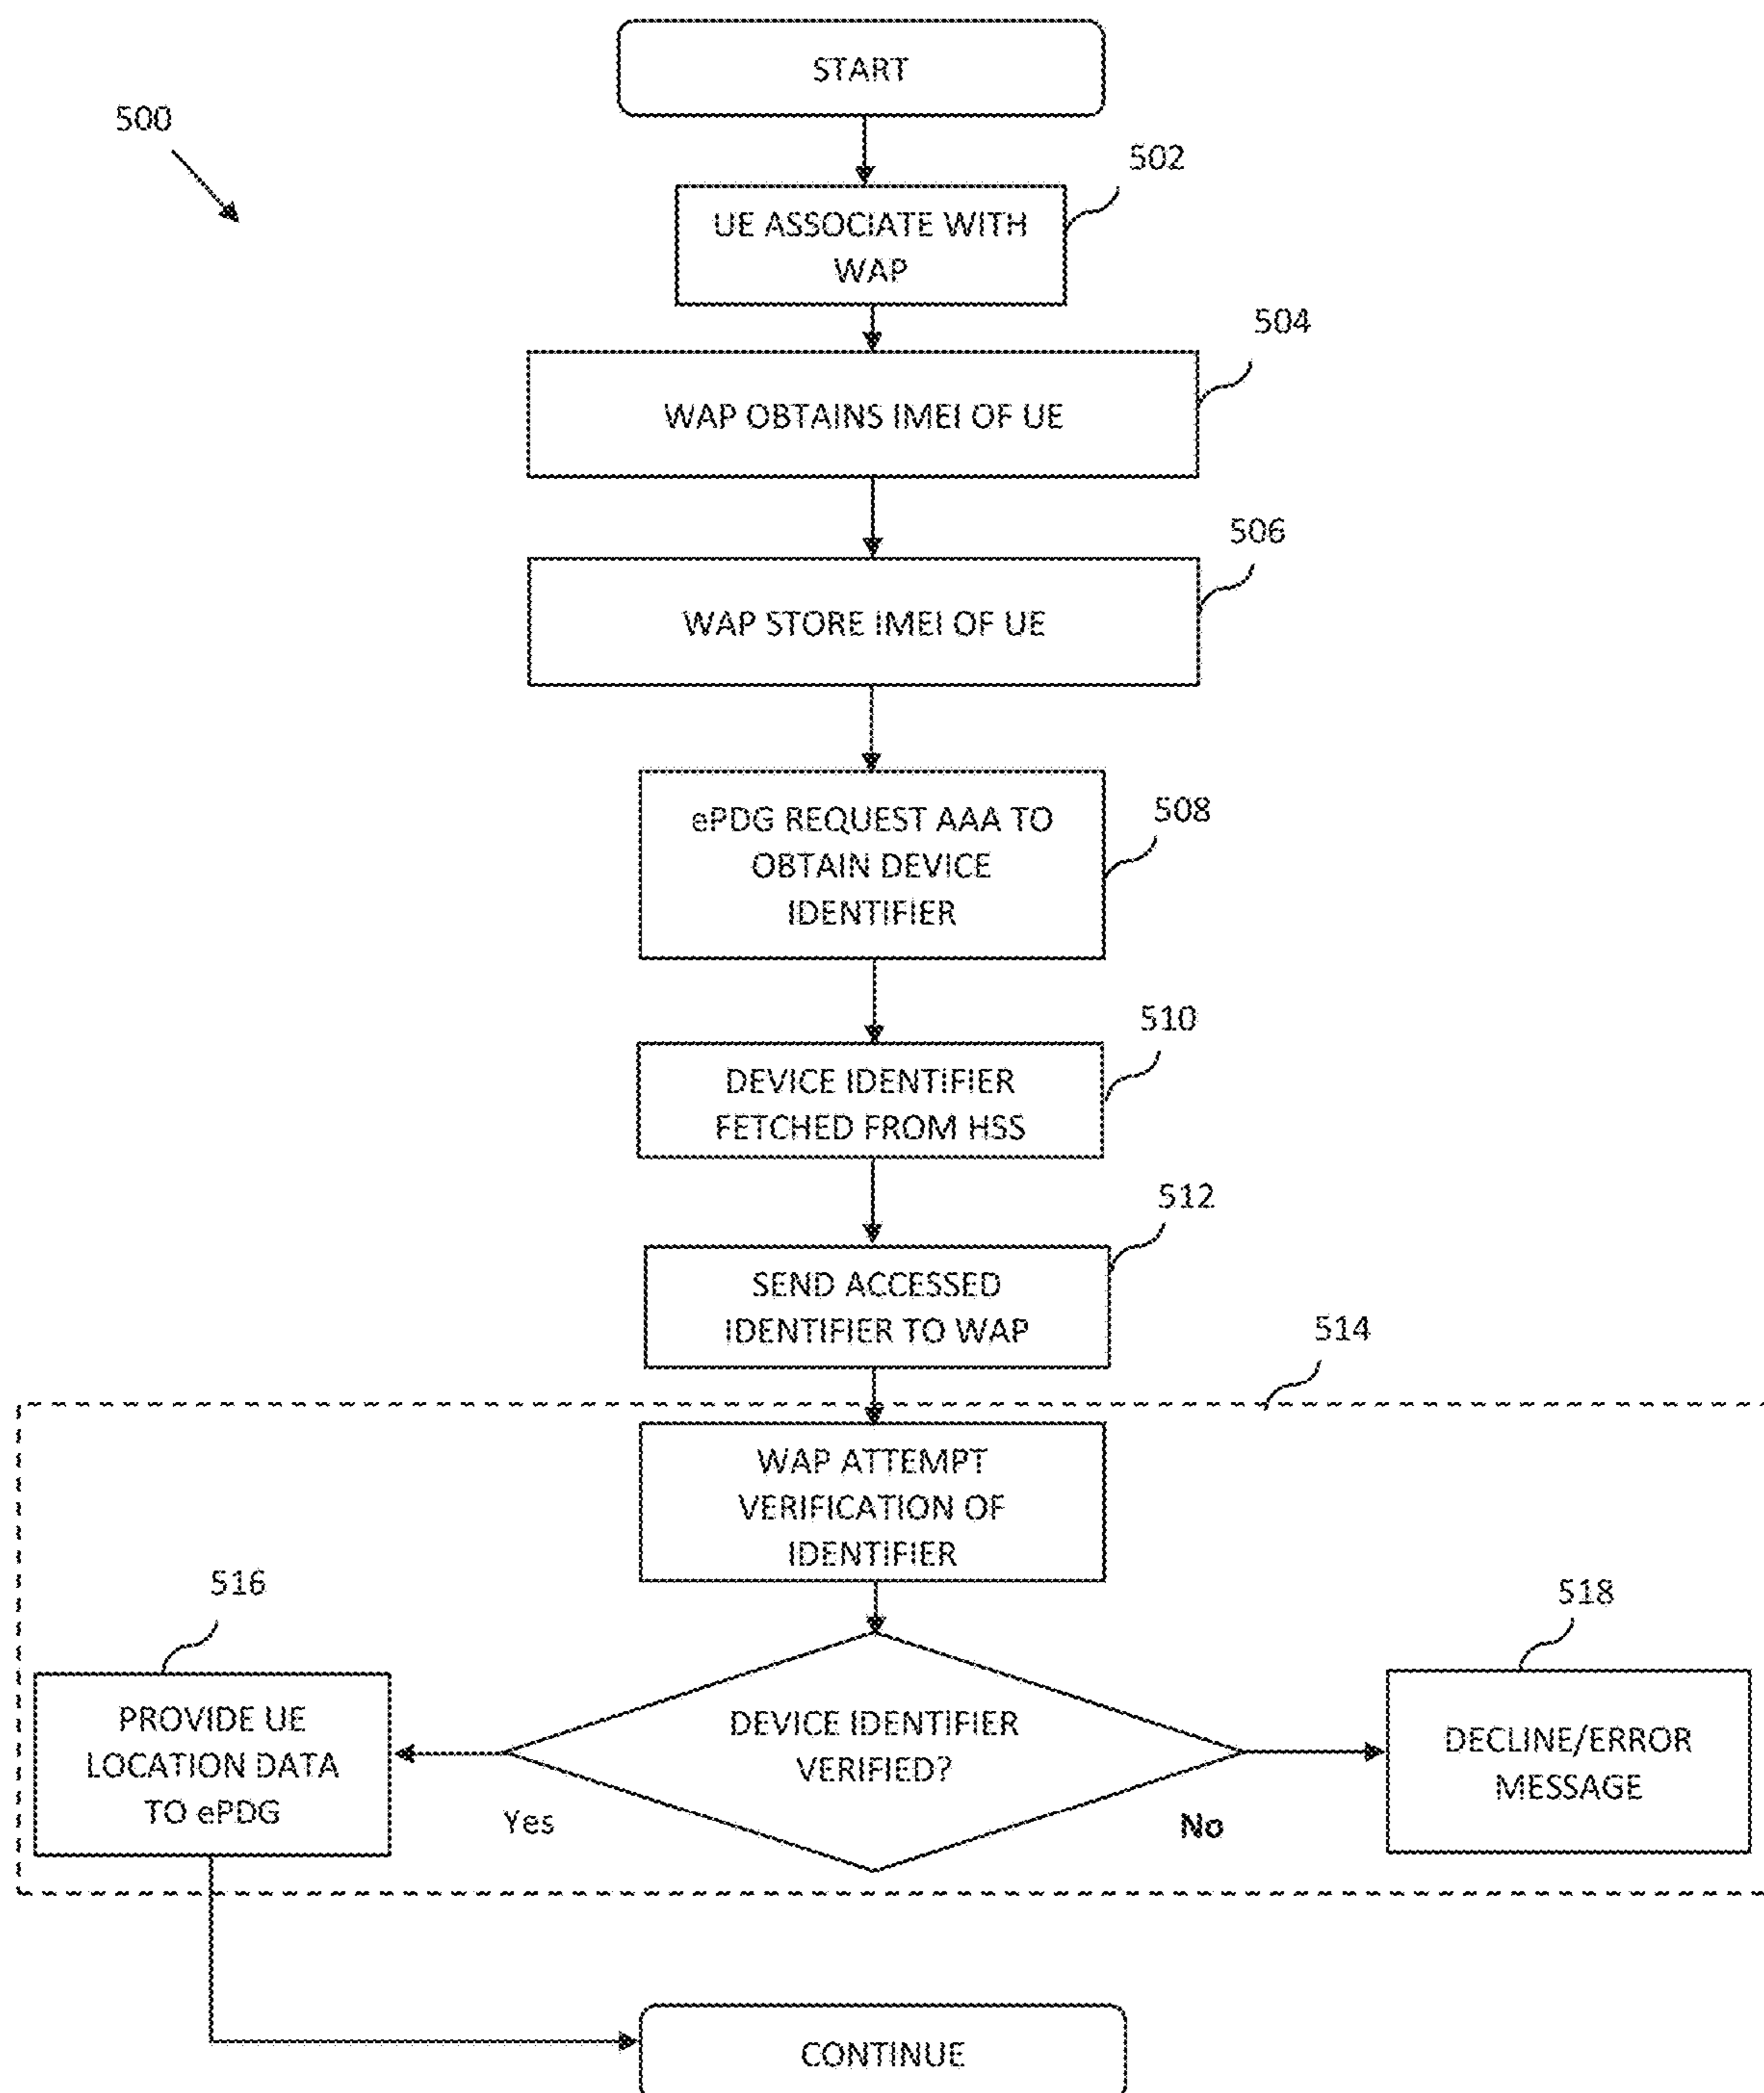 START
500
502
UE ASSOCIATE WITH
WAP
504
WAP OBTAINS IMEI OF UE
506
WAP STORE IMEI OF UE
508
ePDG REQUEST AAA TO
OBTAIN DEVICE
IDENTIFIER
510
DEVICE IDENTIFIER
FETCHED FROM HSS
512
SEND ACCESSED
IDENTIFIER TO WAP
514
WAP ATTEMPT
VERIFICATION OF
IDENTIFIER
516
518
PROVIDE UE
LOCATION DATA
TO ePDG
DEVICE IDENTIFIER
VERIFIED?
DECLINE/ERROR
MESSAGE
Yes
No
CONTINUE